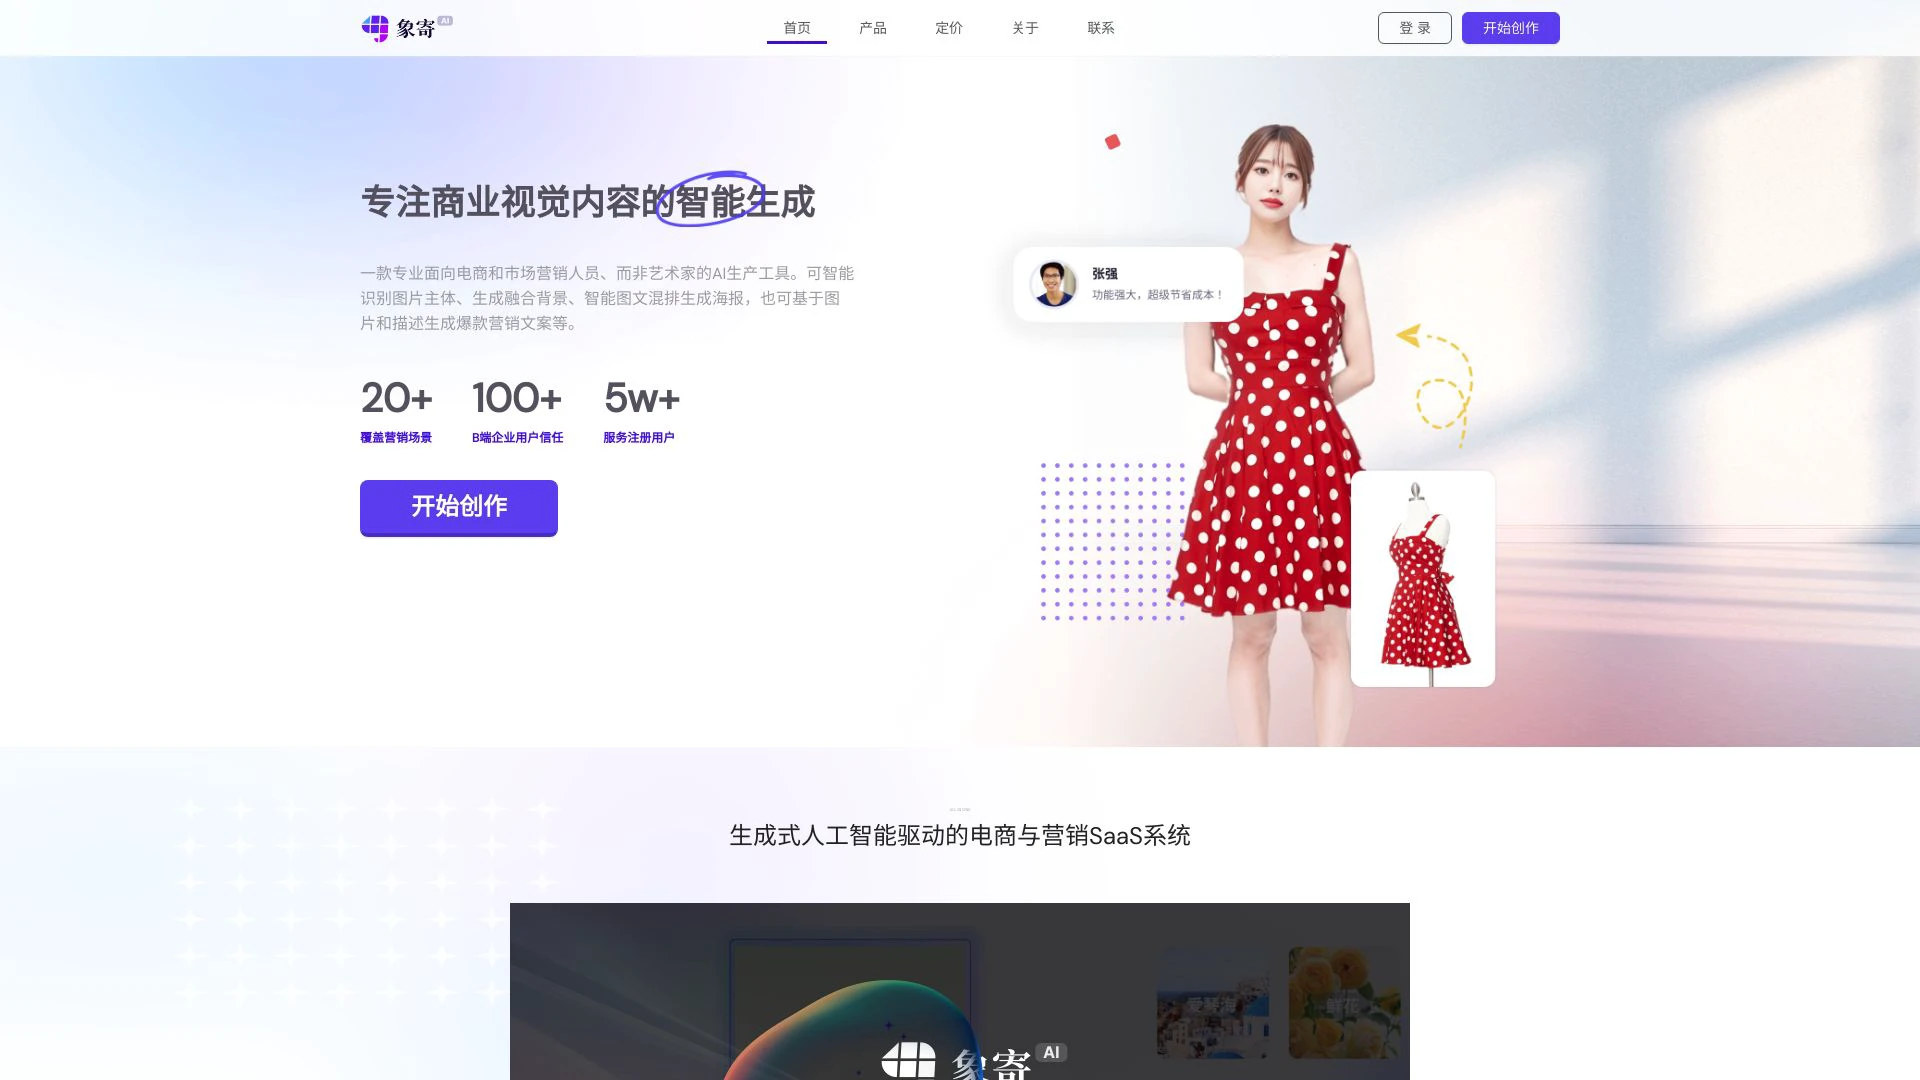 象寄 AI
首页
产品
定价
关于
联系
登 录
开始创作
专注商业视觉内容的智能生成
一款专业面向电商和市场营销人员、而非艺术家的AI生产工具。可智能
识别图片主体、生成融合背景、智能图文混排生成海报，也可基于图
片和描述生成爆款营销文案等。
20+
覆盖营销场景
100+
B端企业用户信任
5w+
服务注册用户
开始创作
张强
功能强大，超级节省成本！
生成式人工智能驱动的电商与营销SaaS系统
爱琴海
鲜花
象寄 AI